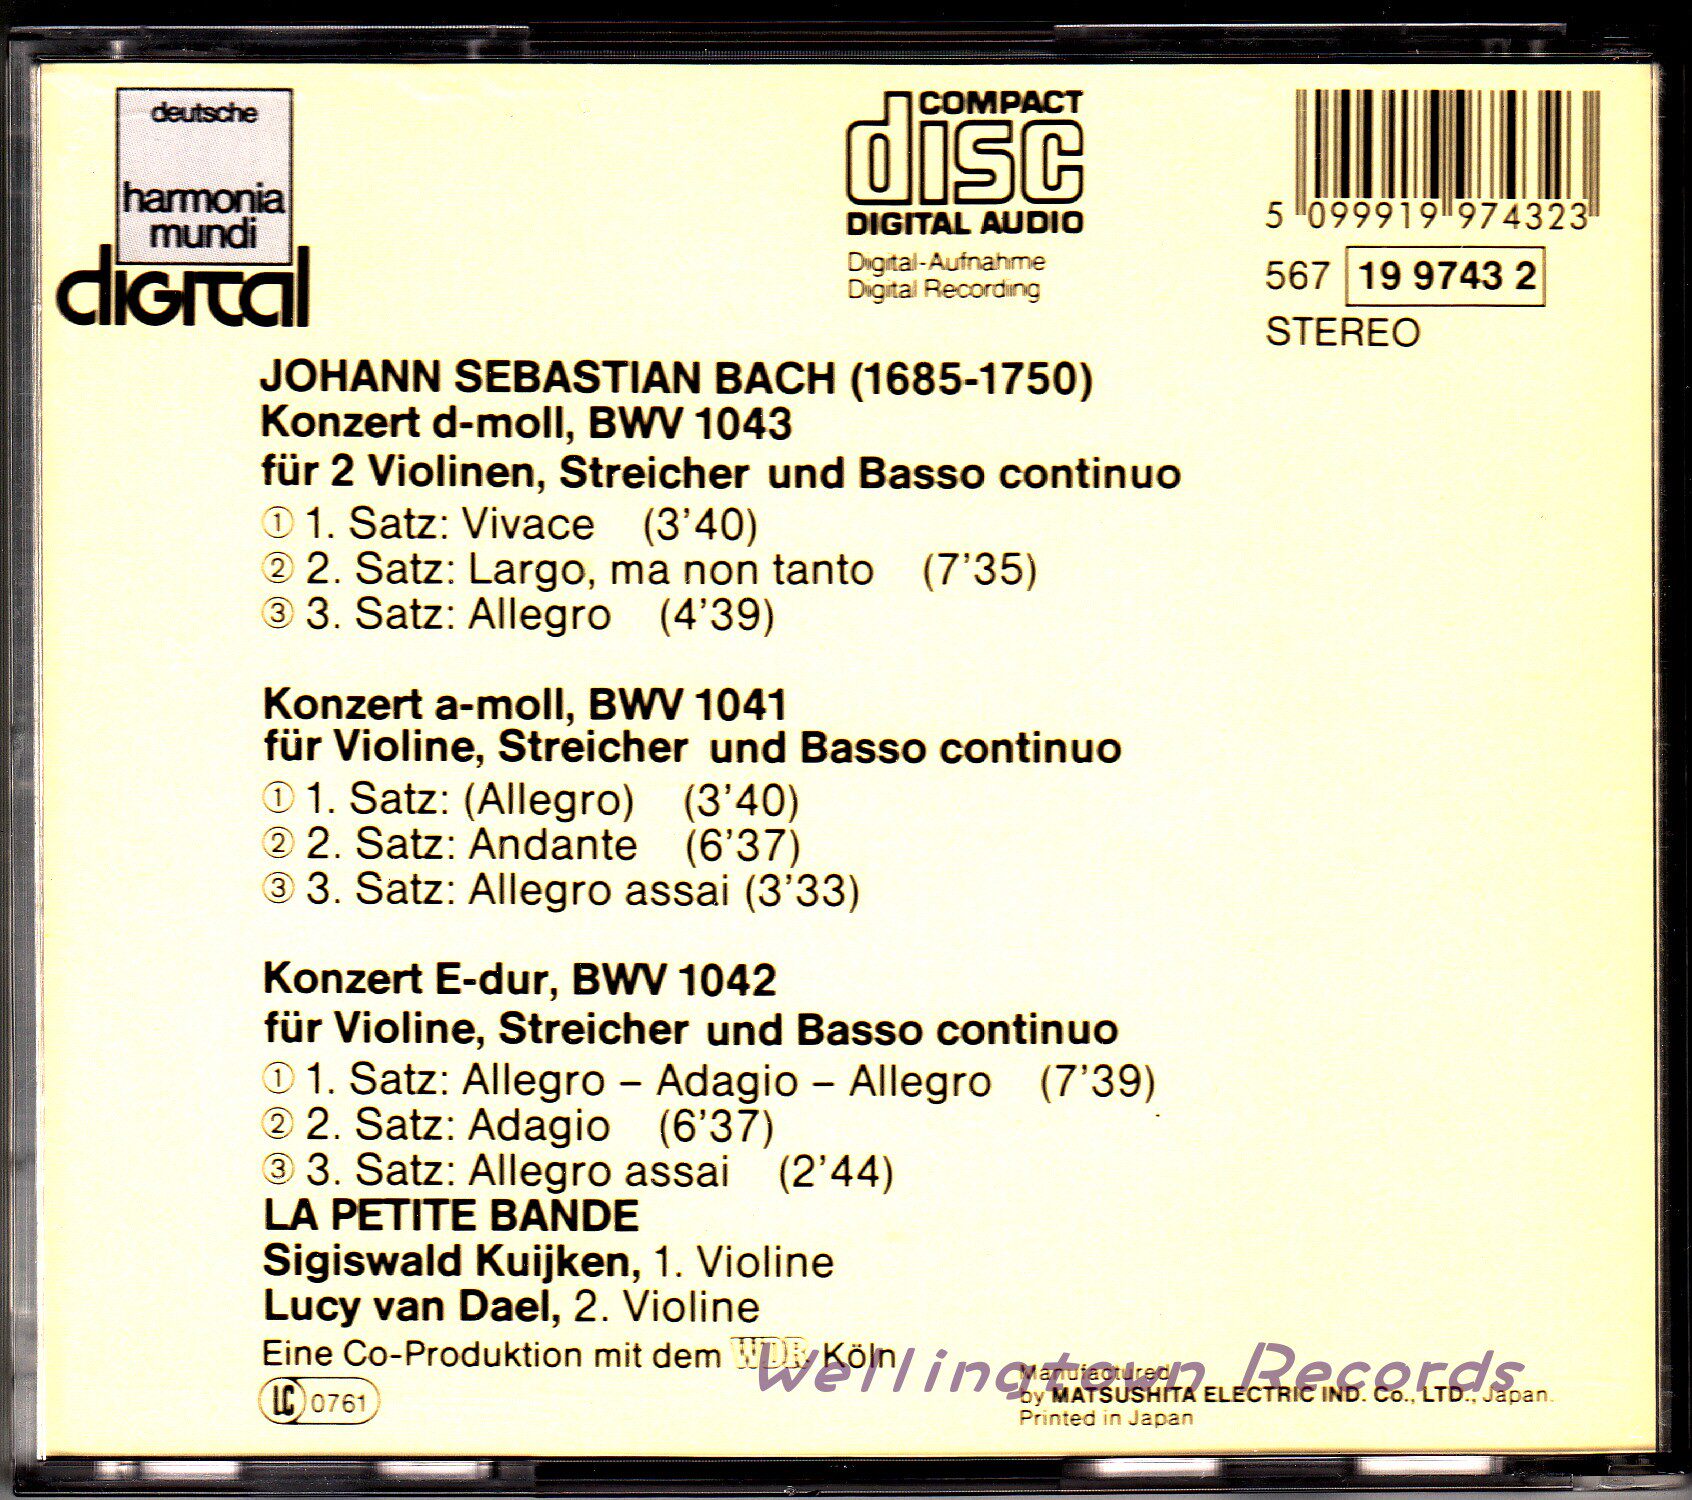 deutsche
harmonia
mundi
digital
COMPACT
disc
DIGITAL AUDIO
Digital-Aufnahme
Digital Recording
5 099919 974323
567 19 9743 2
STEREO
JOHANN SEBASTIAN BACH (1685-1750)
Konzert d-moll, BWV 1043
für 2 Violinen, Streicher und Basso continuo
① 1. Satz: Vivace (3'40)
② 2. Satz: Largo, ma non tanto (7'35)
③ 3. Satz: Allegro (4'39)
Konzert a-moll, BWV 1041
für Violine, Streicher und Basso continuo
① 1. Satz: (Allegro) (3'40)
② 2. Satz: Andante (6'37)
③ 3. Satz: Allegro assai (3'33)
Konzert E-dur, BWV 1042
für Violine, Streicher und Basso continuo
① 1. Satz: Allegro – Adagio – Allegro (7'39)
② 2. Satz: Adagio (6'37)
③ 3. Satz: Allegro assai (2'44)
LA PETITE BANDE
Sigiswald Kuijken, 1. Violine
Lucy van Dael, 2. Violine
Eine Co-Produktion mit dem WDR Köln
LC 0761
Wellingtown Records
Manufactured
by MATSUSHITA ELECTRIC IND. Co., LTD., Japan.
Printed in Japan